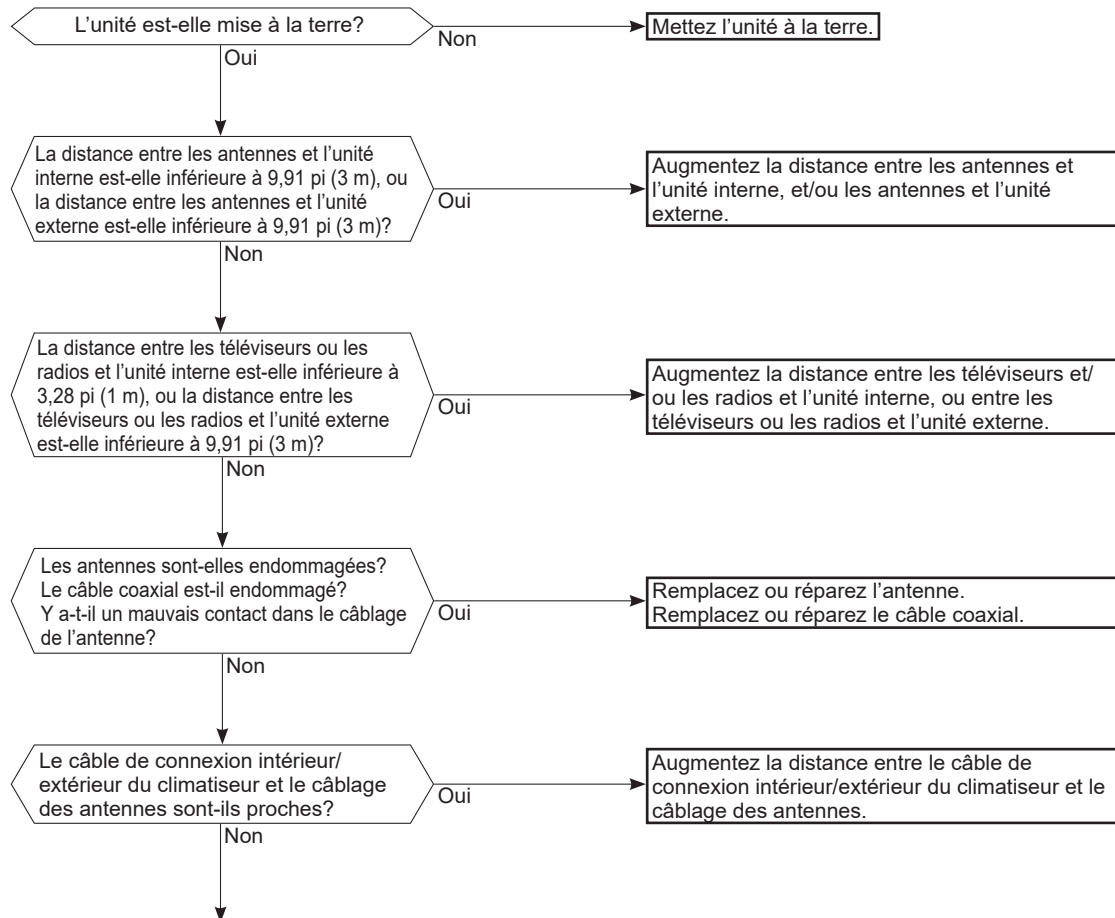 L’unité est-elle mise à la terre?
Non
Mettez l’unité à la terre.
Oui
La distance entre les antennes et l’unité
interne est-elle inférieure à 9,91 pi (3 m), ou
la distance entre les antennes et l’unité
externe est-elle inférieure à 9,91 pi (3 m)?
Oui
Augmentez la distance entre les antennes et
l’unité interne, et/ou les antennes et l’unité
externe.
Non
La distance entre les téléviseurs ou les
radios et l’unité interne est-elle inférieure à
3,28 pi (1 m), ou la distance entre les
téléviseurs ou les radios et l’unité externe
est-elle inférieure à 9,91 pi (3 m)?
Oui
Augmentez la distance entre les téléviseurs et/
ou les radios et l’unité interne, ou entre les
téléviseurs ou les radios et l’unité externe.
Non
Les antennes sont-elles endommagées?
Le câble coaxial est-il endommagé?
Y a-t-il un mauvais contact dans le câblage
de l’antenne?
Oui
Remplacez ou réparez l’antenne.
Remplacez ou réparez le câble coaxial.
Non
Le câble de connexion intérieur/
extérieur du climatiseur et le câblage
des antennes sont-ils proches?
Oui
Augmentez la distance entre le câble de
connexion intérieur/extérieur du climatiseur et le
câblage des antennes.
Non